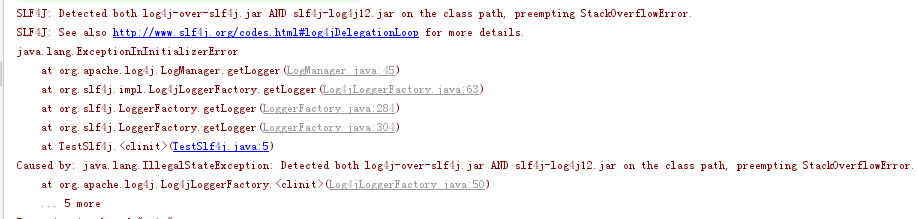 SLF4J: Detected both log4j-over-slf4j.jar AND slf4j-log4j12.jar on the class path, preempting StackOverflowError.
SLF4J: See also http://www.slf4j.org/codes.html#log4jDelegationLoop for more details.
java.lang.ExceptionInInitializerError
at org.apache.log4j.LogManager.getLogger(LogManager.java:45)
at org.slf4j.impl.Log4jLoggerFactory.getLogger(Log4jLoggerFactory.java:63)
at org.slf4j.LoggerFactory.getLogger(LoggerFactory.java:284)
at org.slf4j.LoggerFactory.getLogger(LoggerFactory.java:304)
at TestSlf4j.<clinit>(TestSlf4j.java:5)
Caused by: java.lang.IllegalStateException: Detected both log4j-over-slf4j.jar AND slf4j-log4j12.jar on the class path, preempting StackOverflowError.
at org.apache.log4j.Log4jLoggerFactory.<clinit>(Log4jLoggerFactory.java:50)
... 5 more